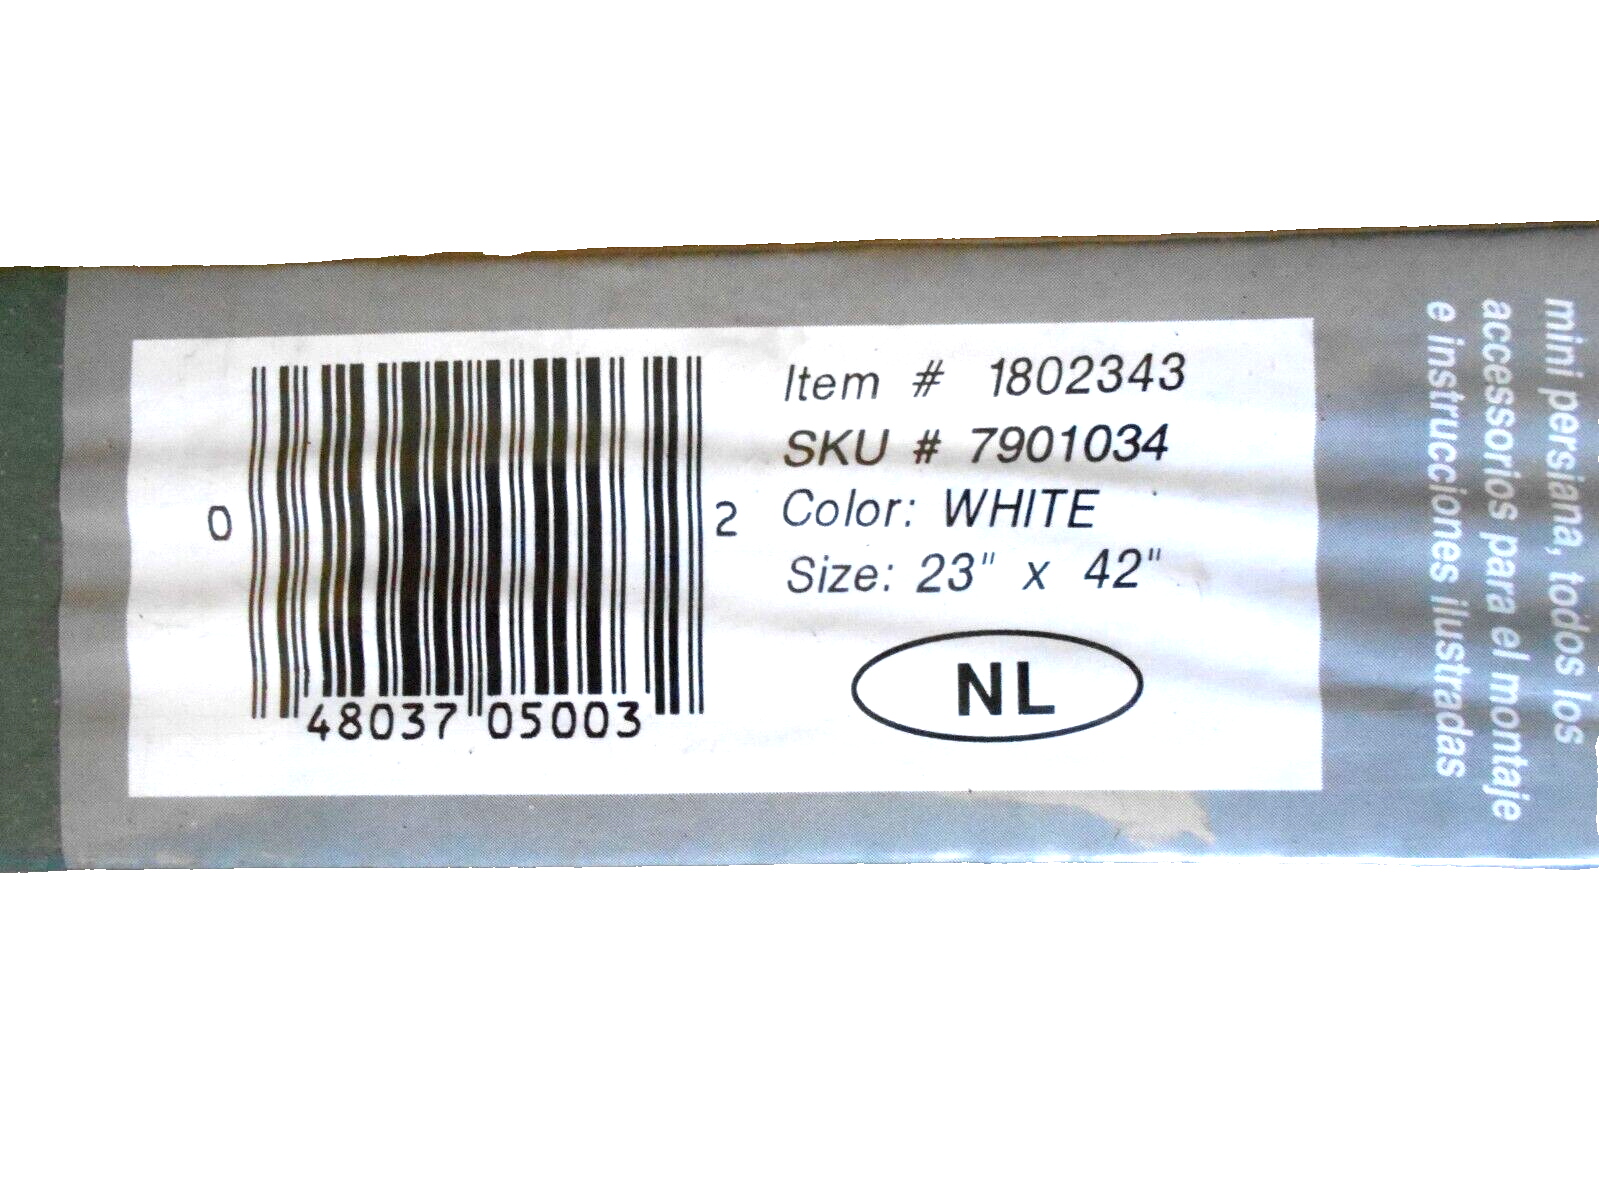 Item # 1802343
SKU # 7901034
Color: WHITE
Size: 23" x 42"
NL
0 48037 05003 2
mini persiana, todos los
accessorios para el montaje
e instrucciones ilustradas